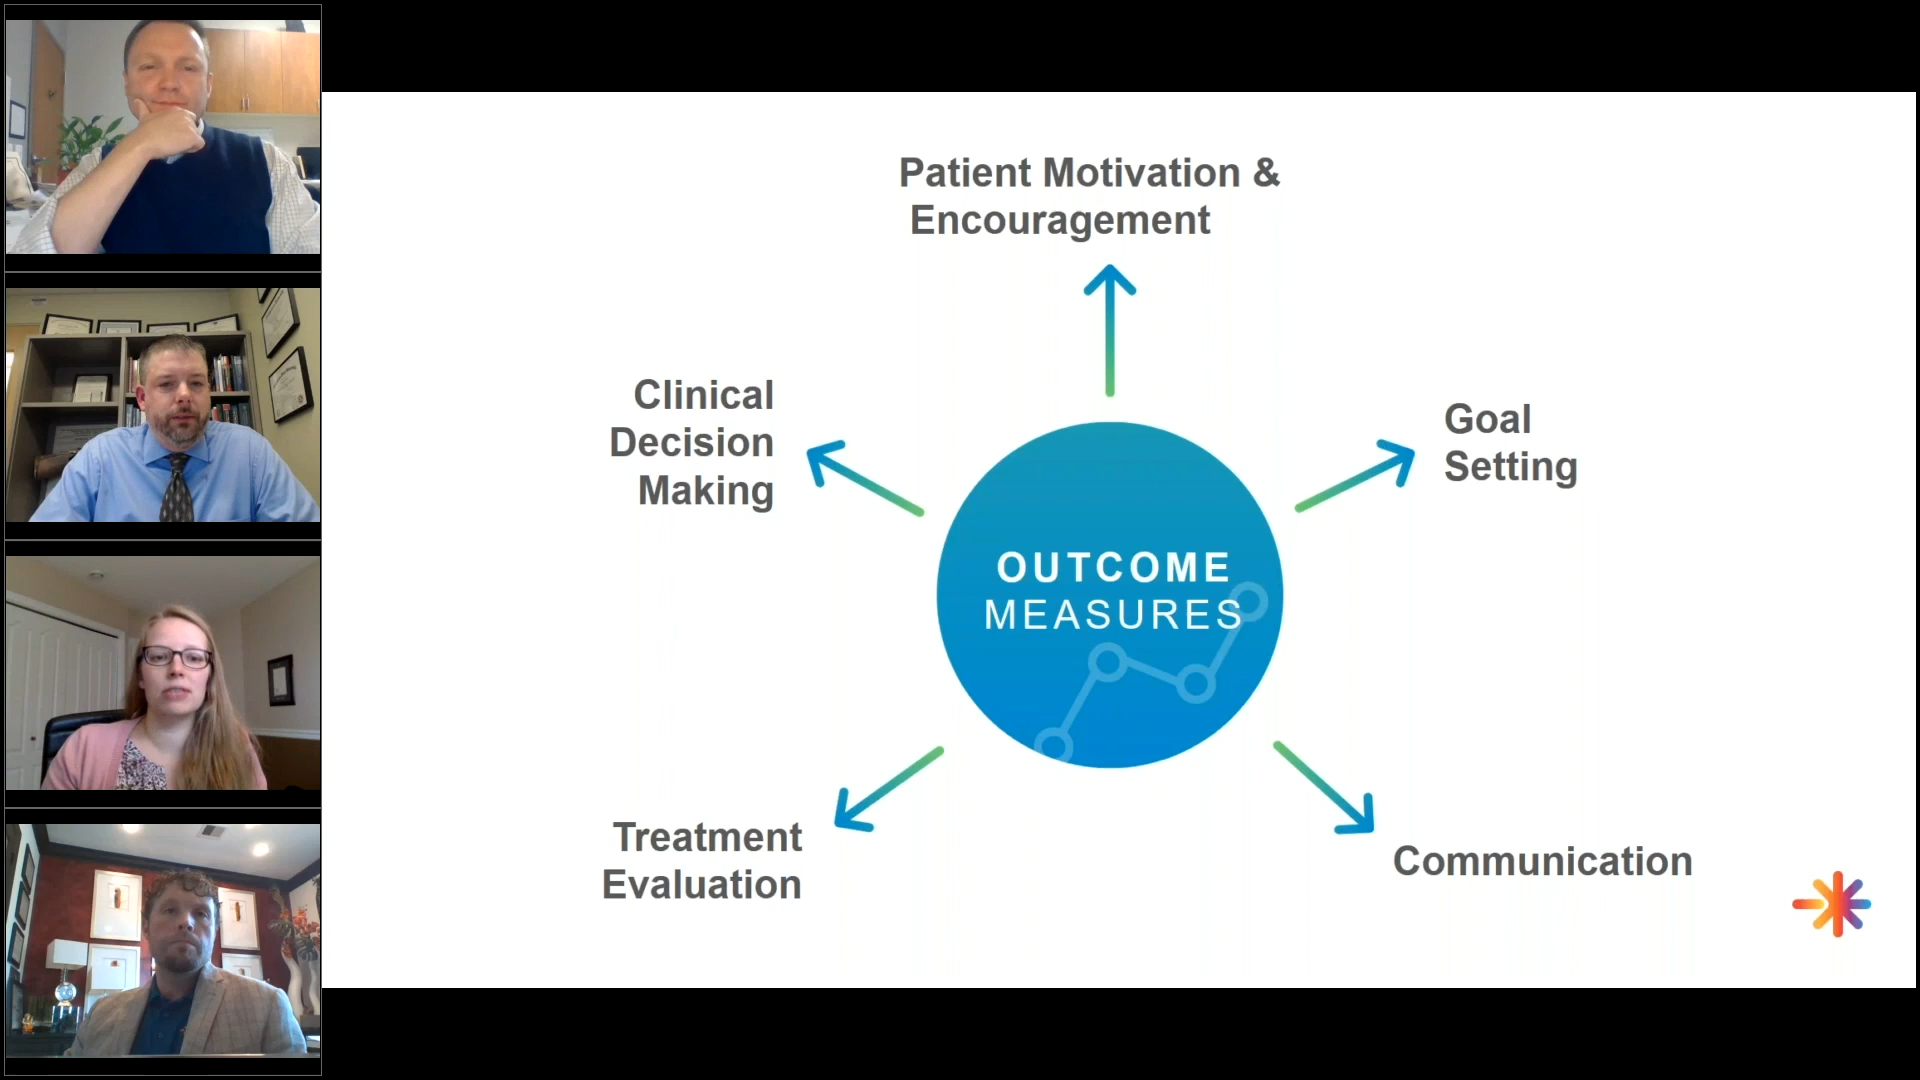 Patient Motivation &
Encouragement
Clinical
Decision
Making
Goal
Setting
OUTCOME
MEASURES
Treatment
Evaluation
Communication